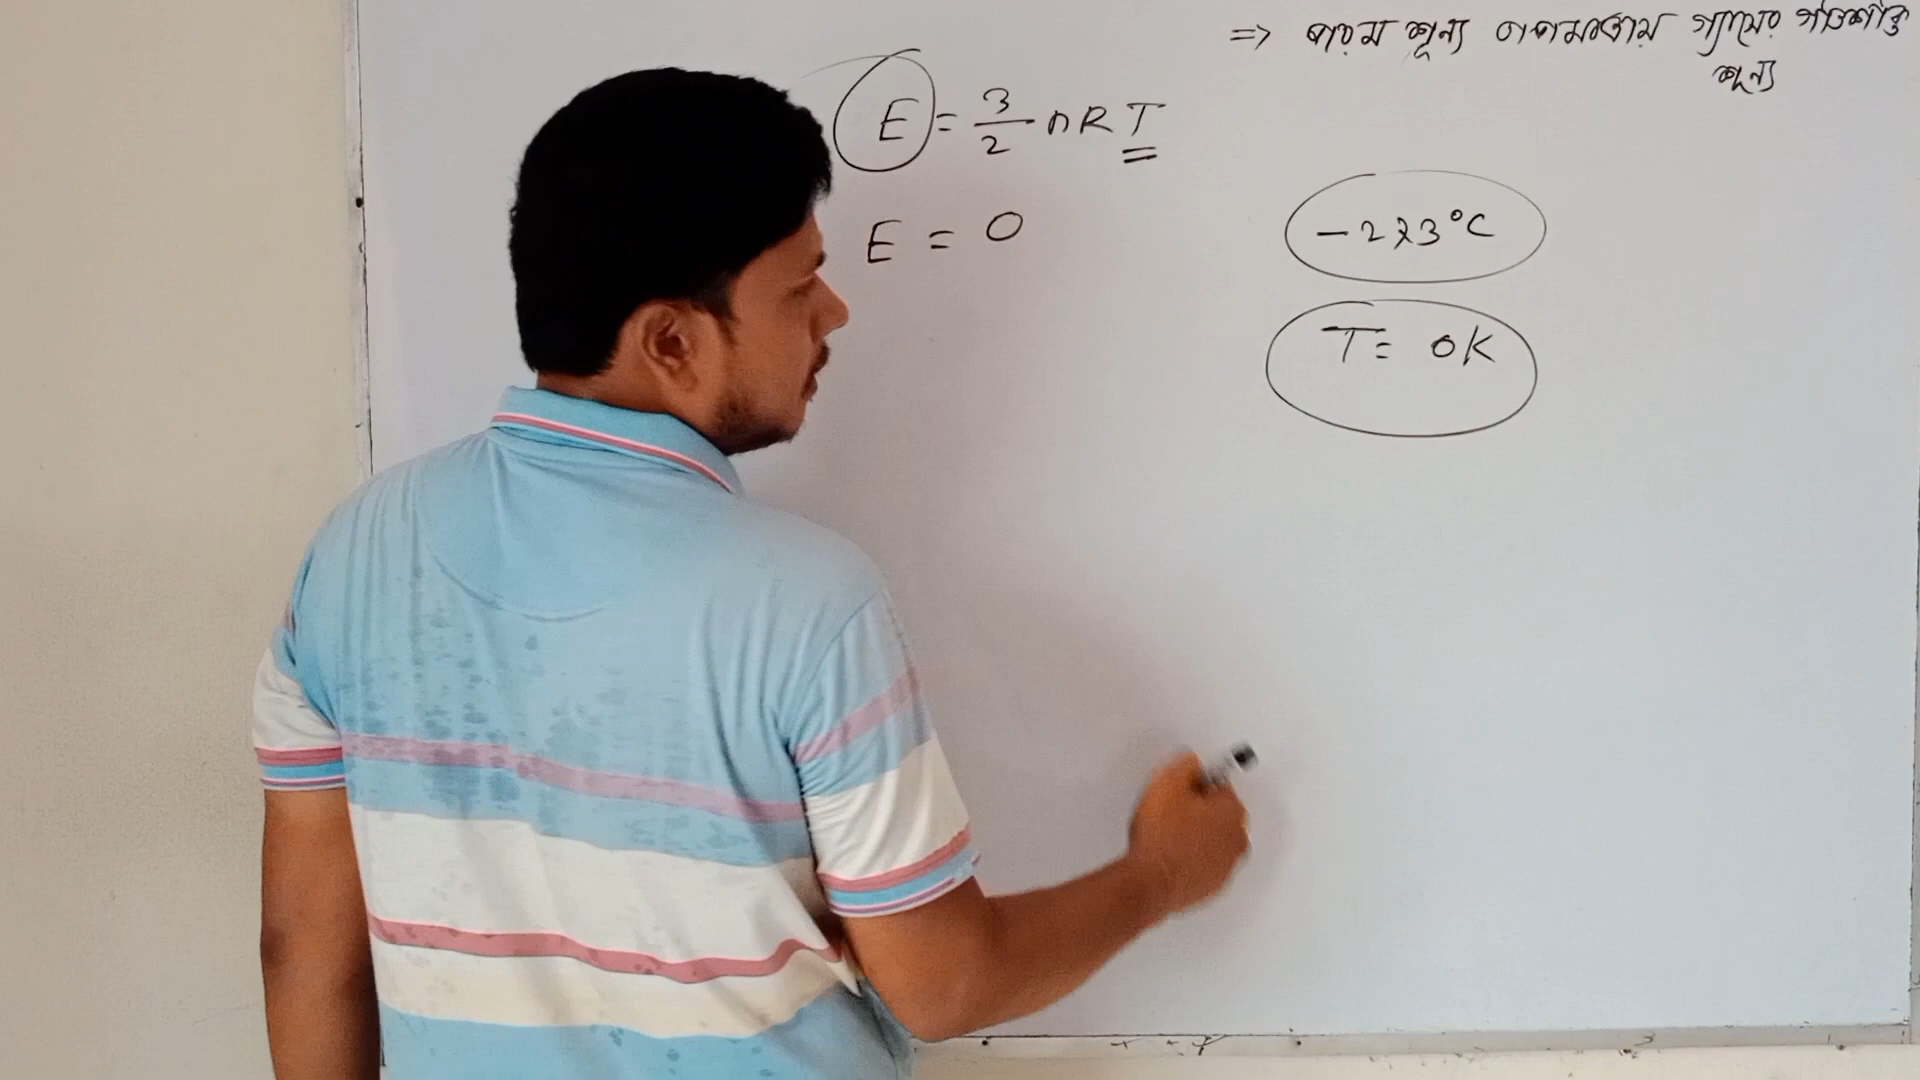 ⇒ পরম শূন্য তাপমাত্রায় গ্যাসের গতিশক্তি
শূন্য
E = 3/2 nRT
E = 0
-273°C
T = 0K